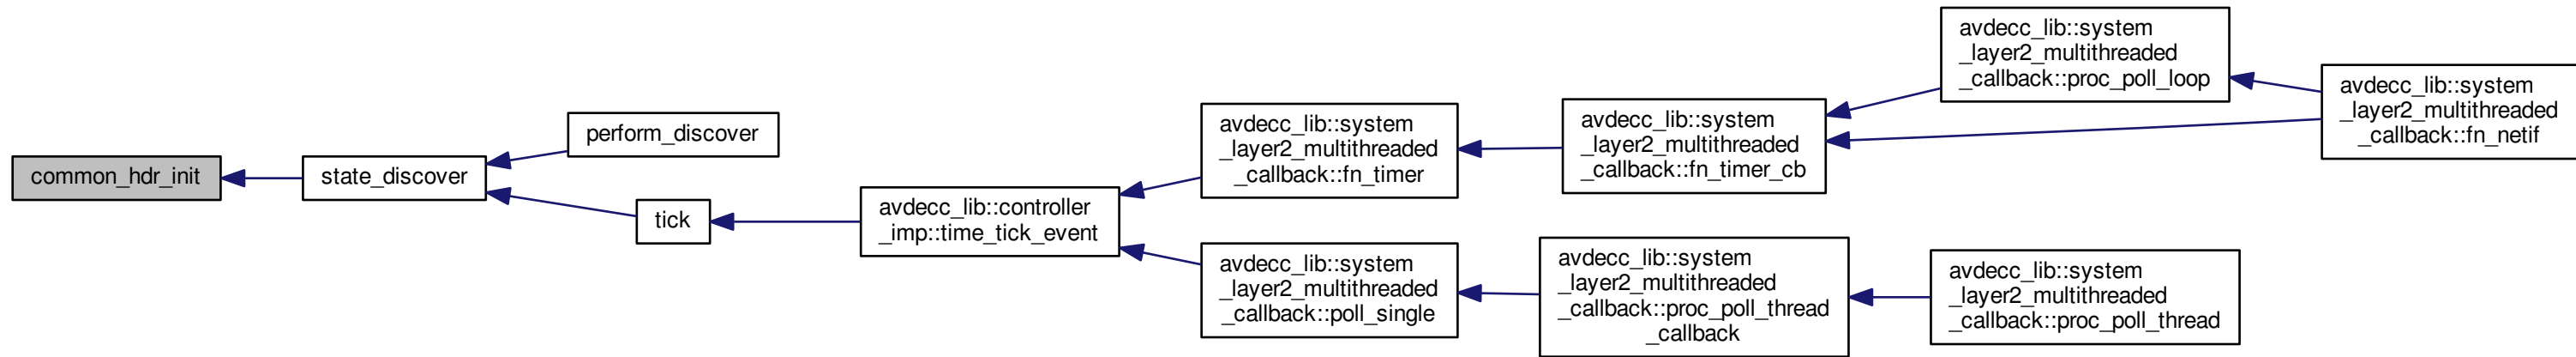 common_hdr_init
state_discover
perform_discover
tick
avdecc_lib::controller
_imp::time_tick_event
avdecc_lib::system
_layer2_multithreaded
_callback::fn_timer
avdecc_lib::system
_layer2_multithreaded
_callback::poll_single
avdecc_lib::system
_layer2_multithreaded
_callback::fn_timer_cb
avdecc_lib::system
_layer2_multithreaded
_callback::proc_poll_thread
_callback
avdecc_lib::system
_layer2_multithreaded
_callback::proc_poll_loop
avdecc_lib::system
_layer2_multithreaded
_callback::proc_poll_thread
avdecc_lib::system
_layer2_multithreaded
_callback::fn_netif